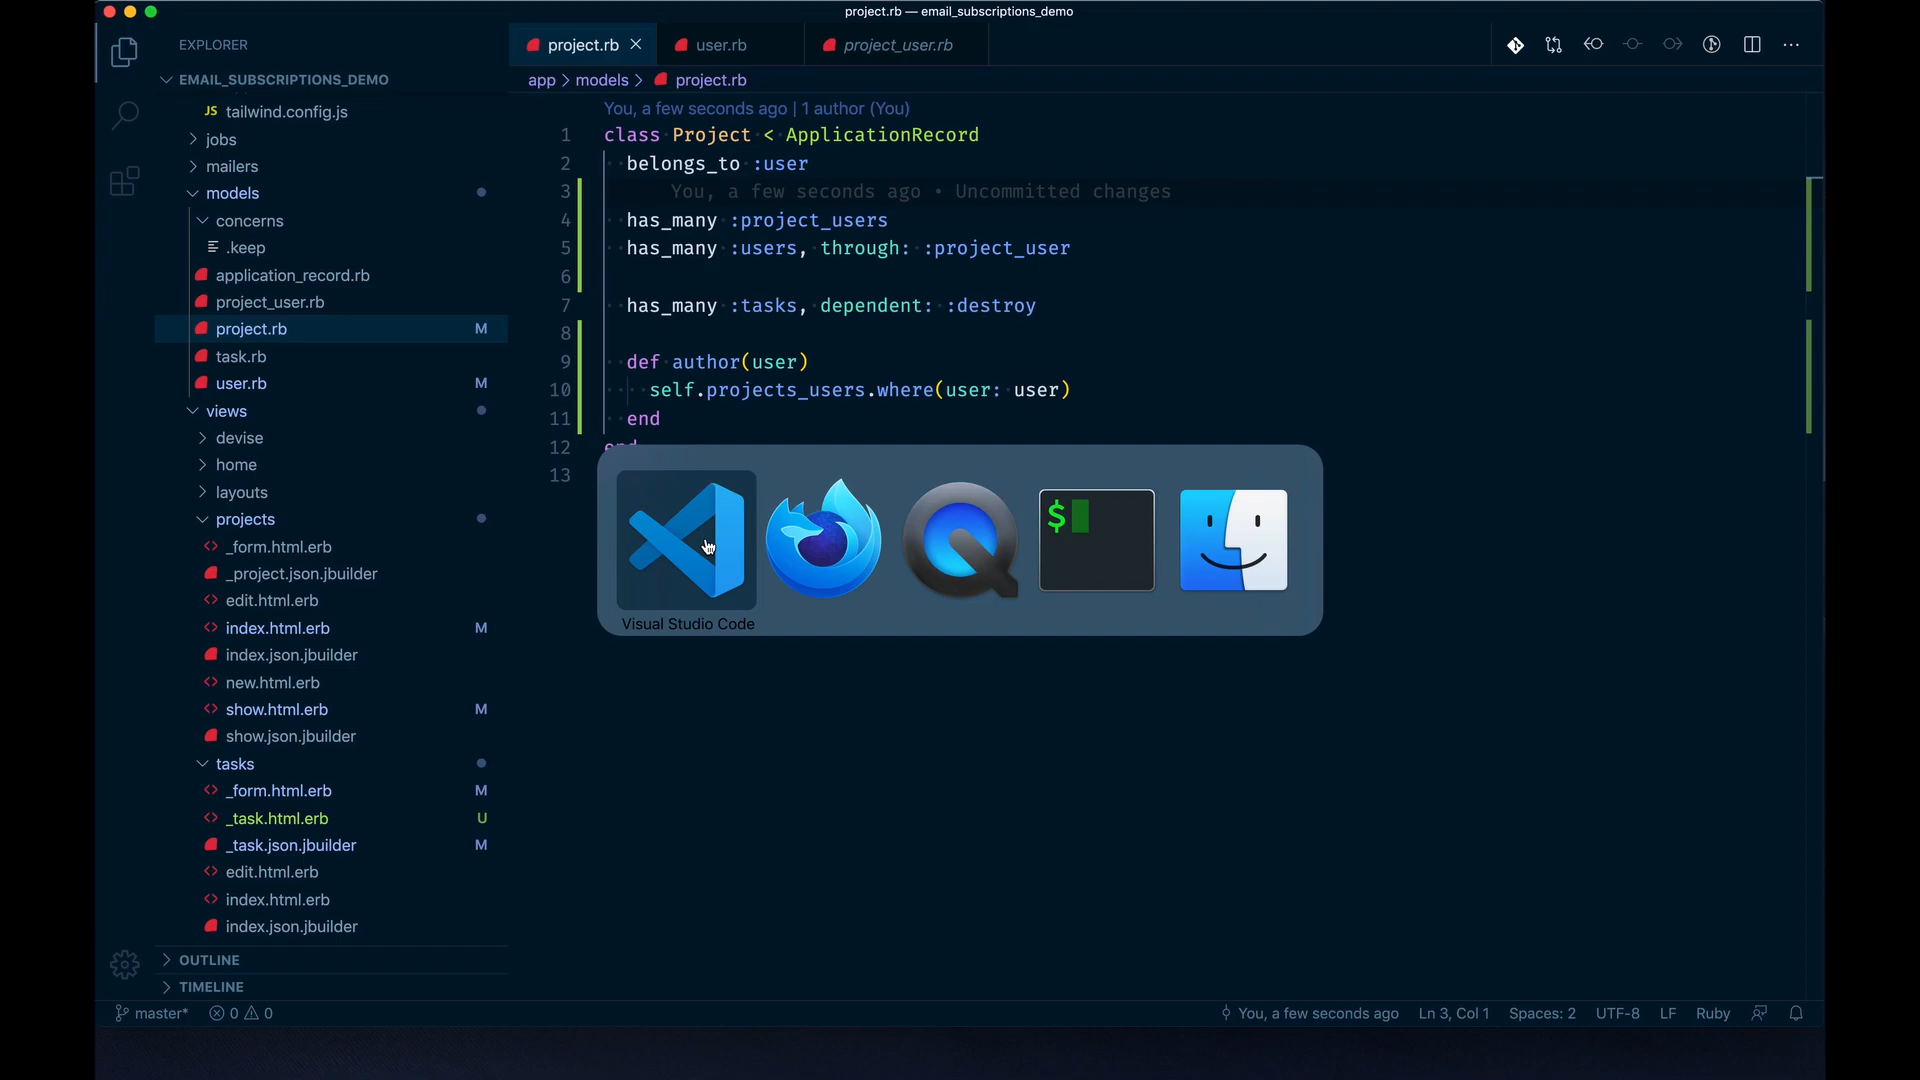 project.rb — email_subscriptions_demo
EXPLORER
EMAIL_SUBSCRIPTIONS_DEMO
JS tailwind.config.js
jobs
mailers
models
concerns
.keep
application_record.rb
project_user.rb
project.rb M
task.rb
user.rb M
views
devise
home
layouts
projects
_form.html.erb
_project.json.jbuilder
edit.html.erb
index.html.erb M
index.json.jbuilder
new.html.erb
show.html.erb M
show.json.jbuilder
tasks
_form.html.erb M
_task.html.erb U
_task.json.jbuilder M
edit.html.erb
index.html.erb
index.json.jbuilder
OUTLINE
TIMELINE
project.rb user.rb project_user.rb
app > models > project.rb
You, a few seconds ago | 1 author (You)
1 class Project < ApplicationRecord
2 belongs_to :user
3 You, a few seconds ago • Uncommitted changes
4 has_many :project_users
5 has_many :users, through: :project_user
6
7 has_many :tasks, dependent: :destroy
8
9 def author(user)
10 self.projects_users.where(user: user)
11 end
12 end
13
$
Visual Studio Code
master* 0 0 You, a few seconds ago Ln 3, Col 1 Spaces: 2 UTF-8 LF Ruby